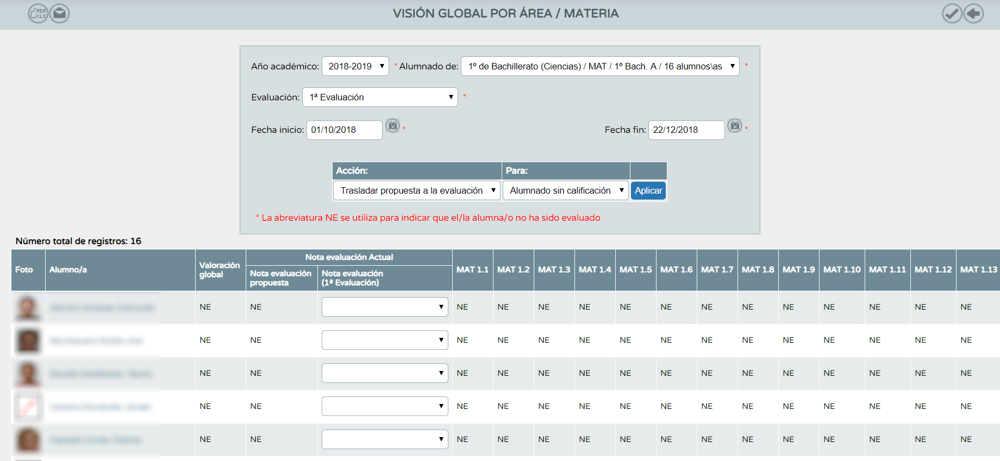 PDF
XLS
VISIÓN GLOBAL POR ÁREA / MATERIA
Año académico: 2018-2019 * Alumnado de: 1º de Bachillerato (Ciencias) / MAT / 1º Bach. A / 16 alumnos\as *
Evaluación: 1ª Evaluación *
Fecha inicio: 01/10/2018 * Fecha fin: 22/12/2018 *
Acción: Para:
Trasladar propuesta a la evaluación Alumnado sin calificación Aplicar
* La abreviatura NE se utiliza para indicar que el/la alumna/o no ha sido evaluado
Número total de registros: 16
Foto Alumno/a Valoración global Nota evaluación Actual Nota evaluación propuesta Nota evaluación (1ª Evaluación) MAT 1.1 MAT 1.2 MAT 1.3 MAT 1.4 MAT 1.5 MAT 1.6 MAT 1.7 MAT 1.8 MAT 1.9 MAT 1.10 MAT 1.11 MAT 1.12 MAT 1.13
NE NE NE NE NE NE NE NE NE NE NE NE NE NE NE
NE NE NE NE NE NE NE NE NE NE NE NE NE NE NE
NE NE NE NE NE NE NE NE NE NE NE NE NE NE NE
NE NE NE NE NE NE NE NE NE NE NE NE NE NE NE
NE NE NE NE NE NE NE NE NE NE NE NE NE NE NE